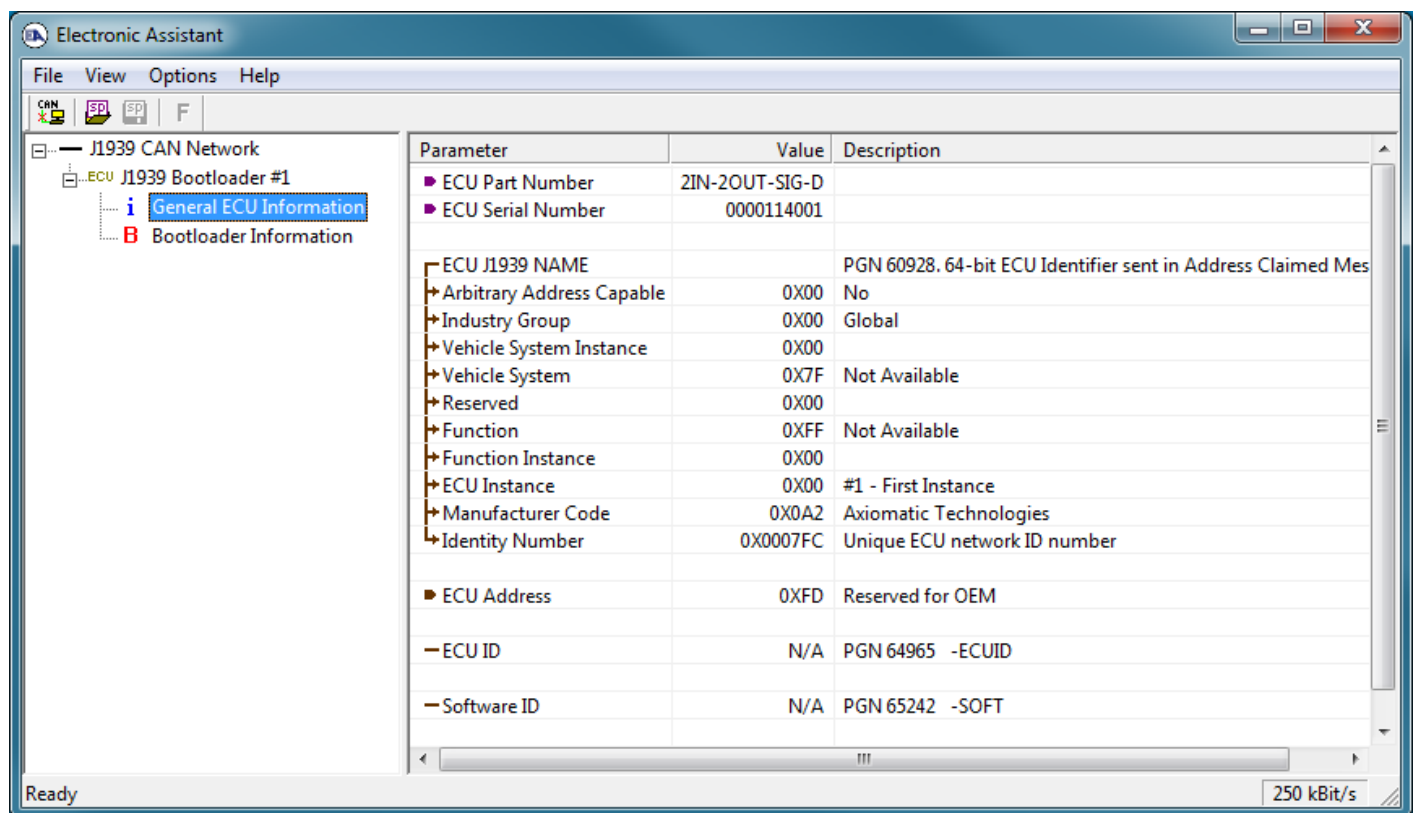 Electronic Assistant
File View Options Help
CAN SP SP F
J1939 CAN Network
ECU J1939 Bootloader #1
i General ECU Information
B Bootloader Information
Parameter Value Description
ECU Part Number 2IN-2OUT-SIG-D
ECU Serial Number 0000114001
ECU J1939 NAME PGN 60928. 64-bit ECU Identifier sent in Address Claimed Mes
Arbitrary Address Capable 0X00 No
Industry Group 0X00 Global
Vehicle System Instance 0X00
Vehicle System 0X7F Not Available
Reserved 0X00
Function 0XFF Not Available
Function Instance 0X00
ECU Instance 0X00 #1 - First Instance
Manufacturer Code 0X0A2 Axiomatic Technologies
Identity Number 0X0007FC Unique ECU network ID number
ECU Address 0XFD Reserved for OEM
ECU ID N/A PGN 64965 -ECUID
Software ID N/A PGN 65242 -SOFT
Ready 250 kBit/s